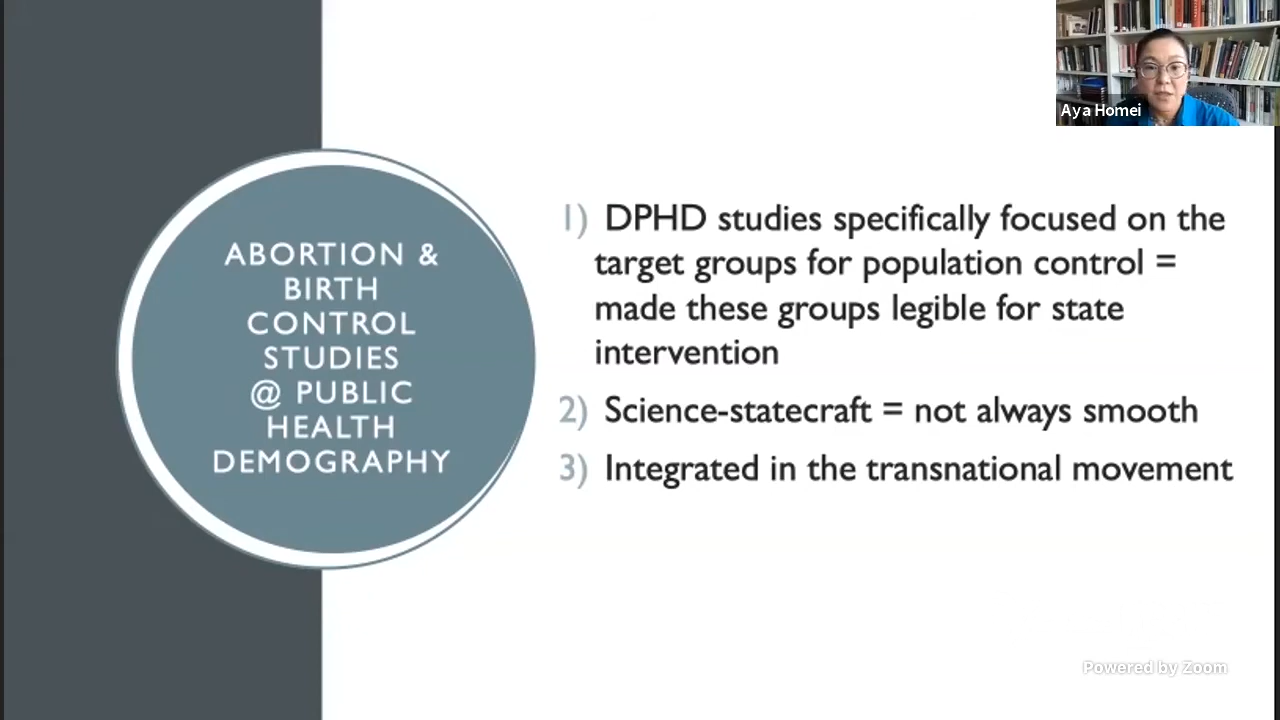 Aya Homei
ABORTION &
BIRTH
CONTROL
STUDIES
@ PUBLIC
HEALTH
DEMOGRAPHY
1) DPHD studies specifically focused on the
target groups for population control =
made these groups legible for state
intervention
2) Science-statecraft = not always smooth
3) Integrated in the transnational movement
Powered by Zoom